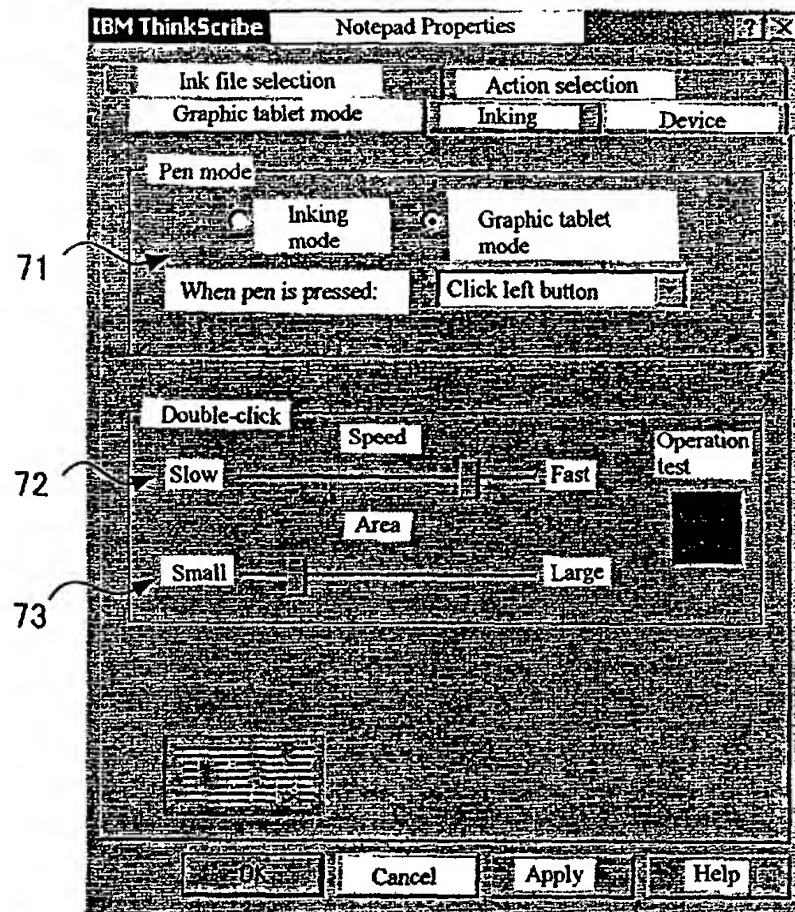 IBM ThinkScribe Notepad Properties ? X
Ink file selection Action selection
Graphic tablet mode Inking Device
Pen mode
Inking mode
Graphic tablet mode
71
When pen is pressed: Click left button
Double-click
Speed
Operation test
72
Slow Fast
Area
73
Small Large
OK Cancel Apply Help